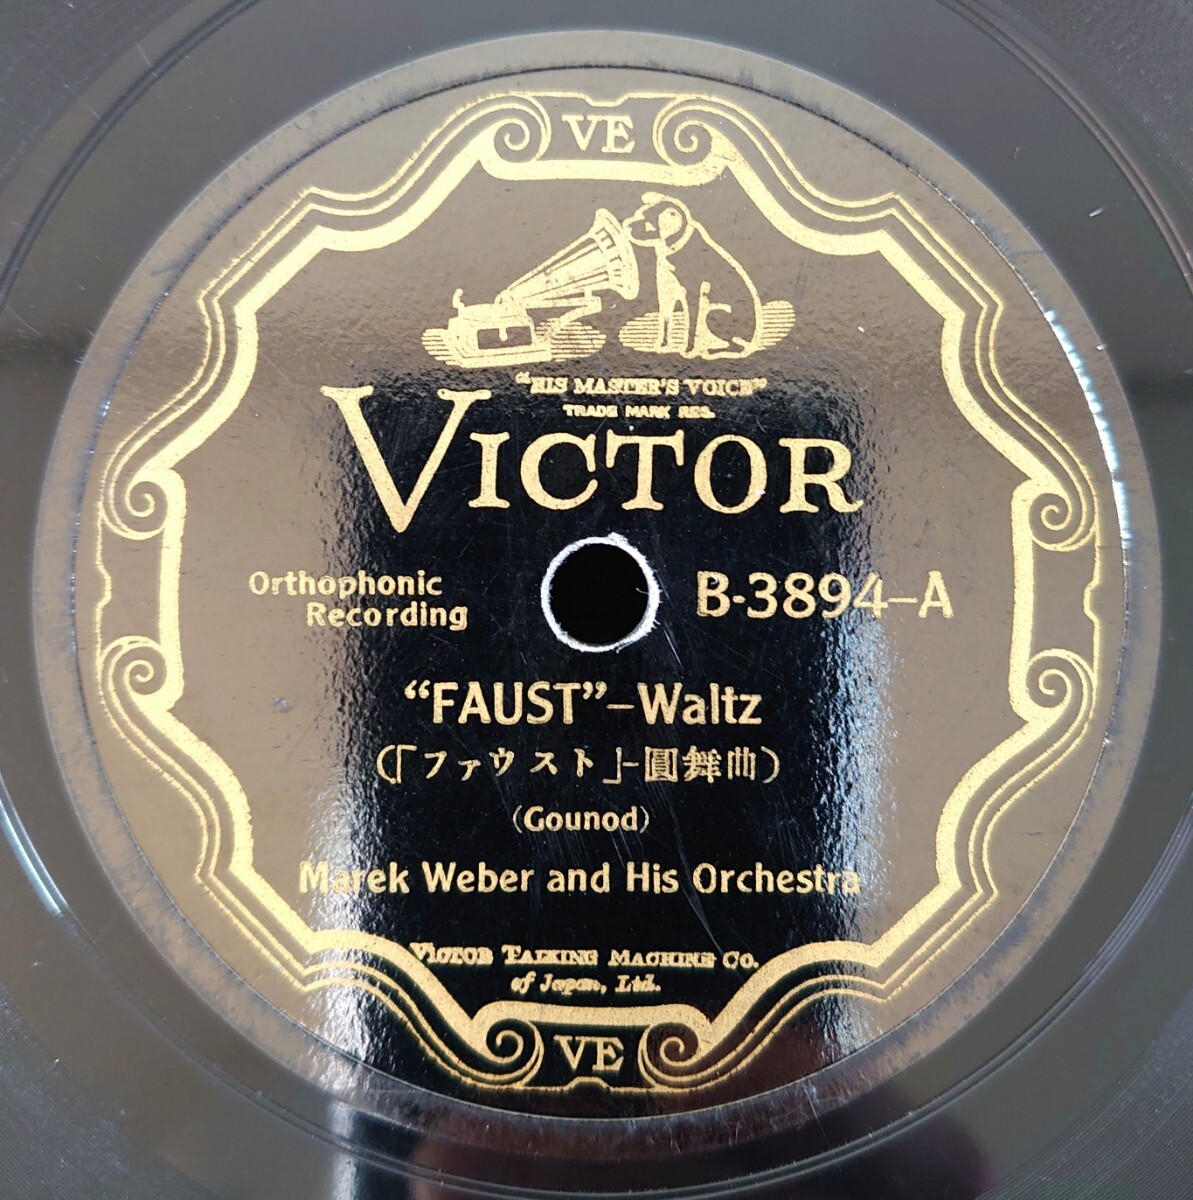 VE
"HIS MASTER'S VOICE"
TRADE MARK RES.
VICTOR
Orthophonic
Recording
B-3894-A
"FAUST"-Waltz
(「ファウスト」-圓舞曲)
(Gounod)
Marek Weber and His Orchestra
VICTOR TALKING MACHINE CO.
of Japan, Ltd.
VE